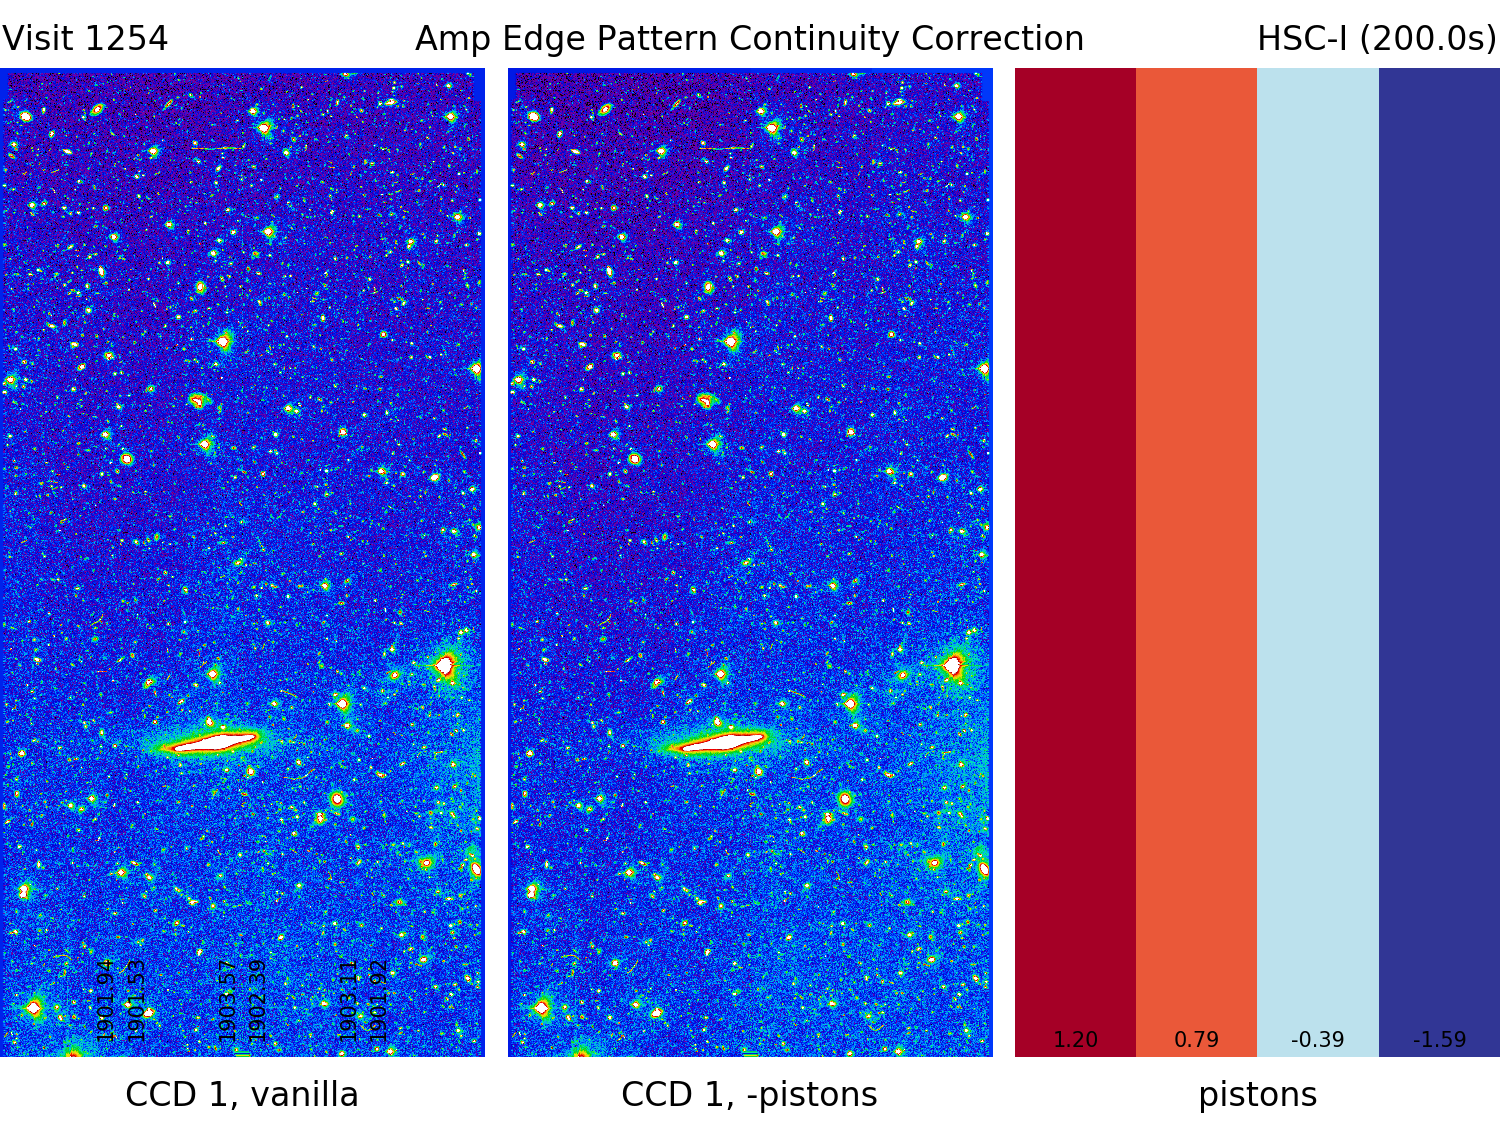 Visit 1254
Amp Edge Pattern Continuity Correction
HSC-I (200.0s)
1901.94
1901.53
1903.57
1902.39
1903.11
1901.92
1.20
0.79
-0.39
-1.59
CCD 1, vanilla
CCD 1, -pistons
pistons